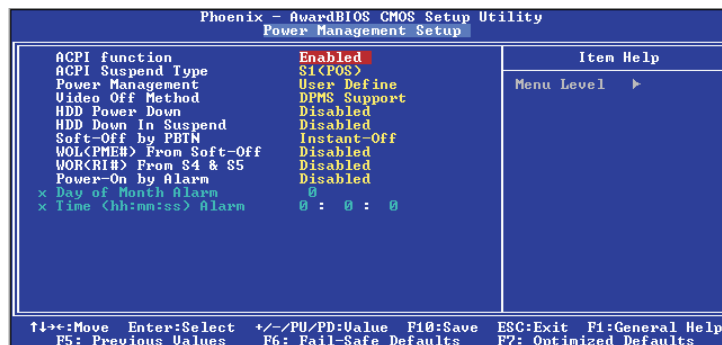 Phoenix - AwardBIOS CMOS Setup Utility
Power Management Setup
ACPI function Enabled
ACPI Suspend Type S1(POS)
Power Management User Define
Video Off Method DPMS Support
HDD Power Down Disabled
HDD Down In Suspend Disabled
Soft-Off by PBTN Instant-Off
WOL(PME#) From Soft-Off Disabled
WOR(RI#) From S4 & S5 Disabled
Power-On by Alarm Disabled
x Day of Month Alarm 0
x Time (hh:mm:ss) Alarm 0 : 0 : 0
Item Help
Menu Level ▶
↑↓→←:Move Enter:Select +/-/PU/PD:Value F10:Save ESC:Exit F1:General Help
F5: Previous Values F6: Fail-Safe Defaults F7: Optimized Defaults